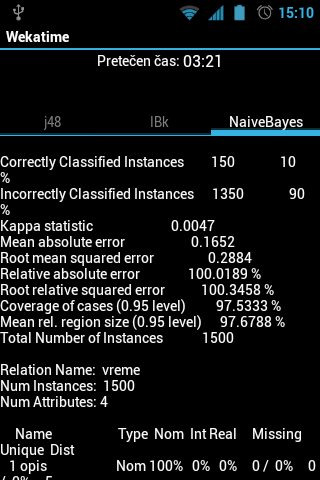 15:10
Wekatime
Pretečen čas: 03:21
j48 IBk NaiveBayes
Correctly Classified Instances 150 10
%
Incorrectly Classified Instances 1350 90
%
Kappa statistic 0.0047
Mean absolute error 0.1652
Root mean squared error 0.2884
Relative absolute error 100.0189 %
Root relative squared error 100.3458 %
Coverage of cases (0.95 level) 97.5333 %
Mean rel. region size (0.95 level) 97.6788 %
Total Number of Instances 1500
Relation Name: vreme
Num Instances: 1500
Num Attributes: 4
Name Type Nom Int Real Missing
Unique Dist
1 opis Nom 100% 0% 0% 0 / 0% 0
/ 0% 5